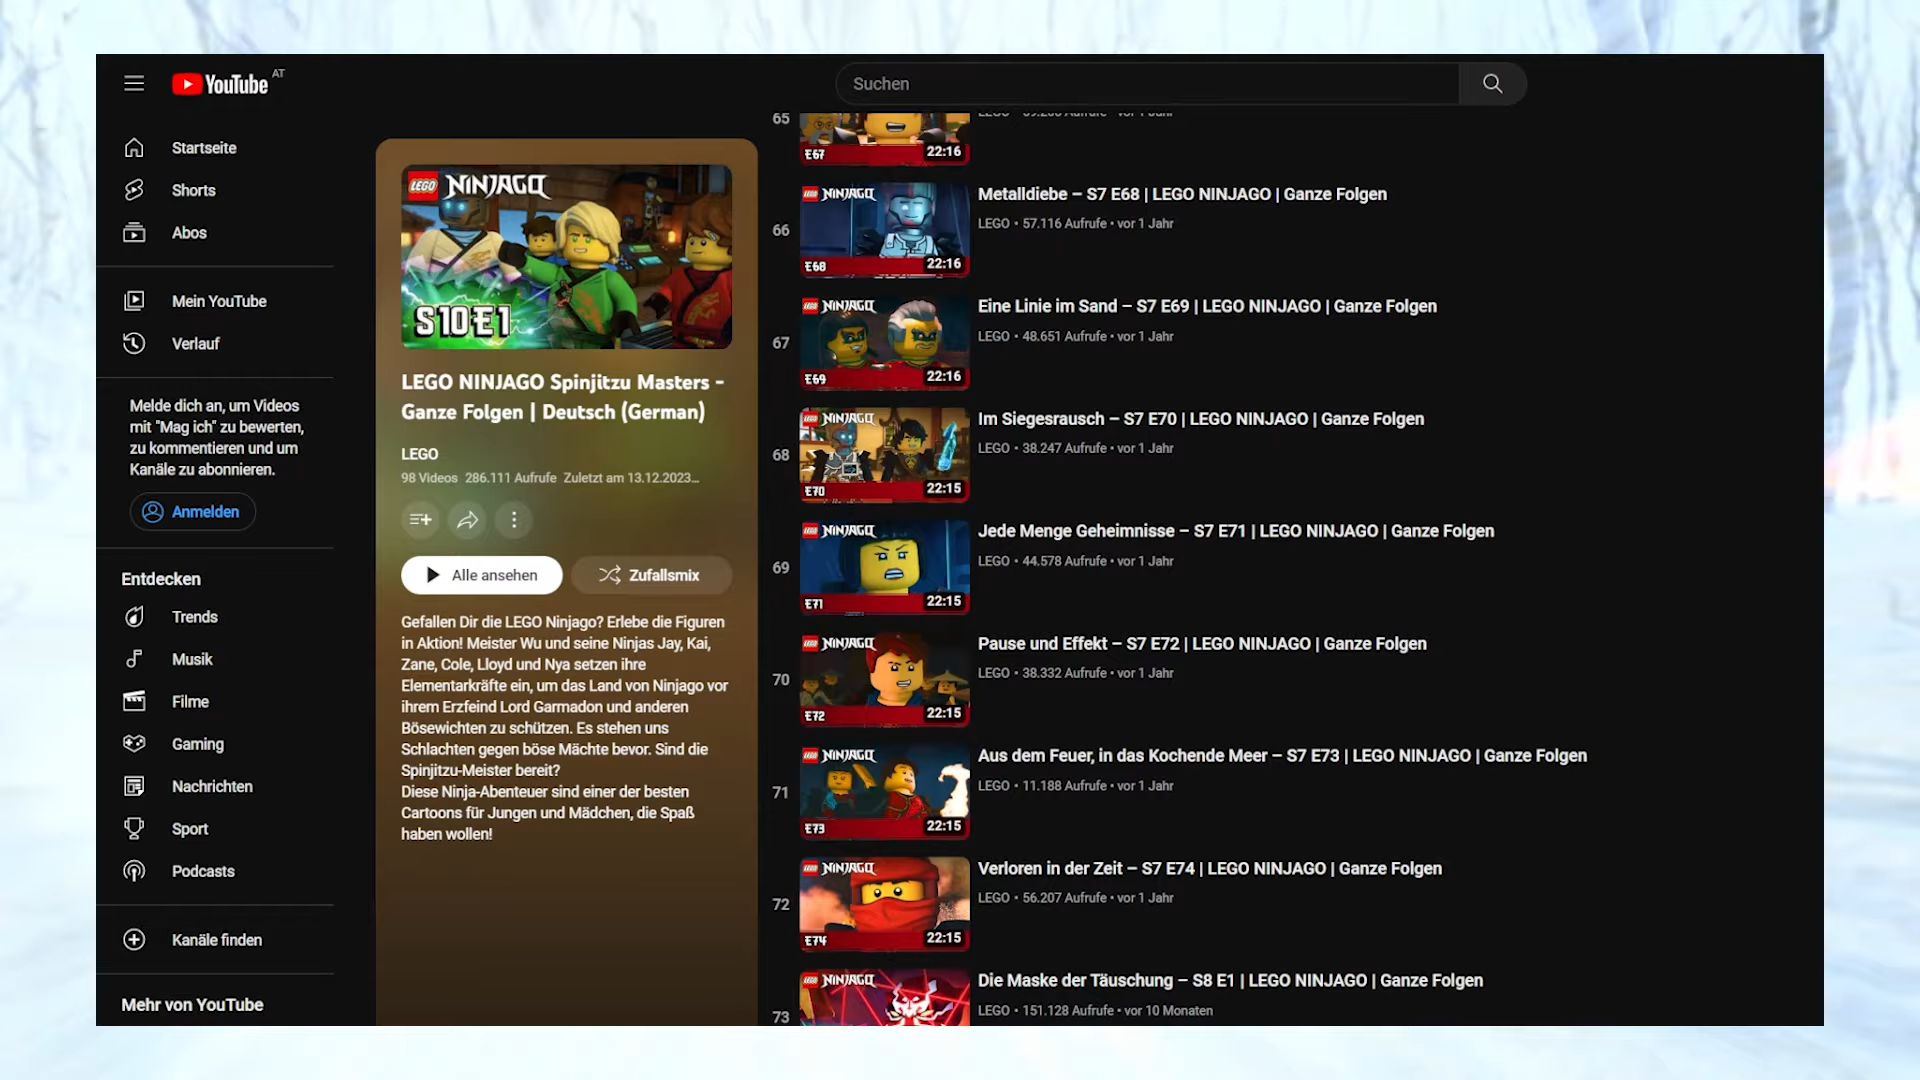 YouTube AT
Suchen
Startseite
Shorts
Abos
Mein YouTube
Verlauf
Melde dich an, um Videos
mit "Mag ich" zu bewerten,
zu kommentieren und um
Kanäle zu abonnieren.
Anmelden
Entdecken
Trends
Musik
Filme
Gaming
Nachrichten
Sport
Podcasts
Kanäle finden
Mehr von YouTube
LEGO NINJAGO
S10E1
LEGO NINJAGO Spinjitzu Masters -
Ganze Folgen | Deutsch (German)
LEGO
98 Videos 286.111 Aufrufe Zuletzt am 13.12.2023...
Alle ansehen
Zufallsmix
Gefallen Dir die LEGO Ninjago? Erlebe die Figuren
in Aktion! Meister Wu und seine Ninjas Jay, Kai,
Zane, Cole, Lloyd und Nya setzen ihre
Elementarkräfte ein, um das Land von Ninjago vor
ihrem Erzfeind Lord Garmadon und anderen
Bösewichten zu schützen. Es stehen uns
Schlachten gegen böse Mächte bevor. Sind die
Spinjitzu-Meister bereit?
Diese Ninja-Abenteuer sind einer der besten
Cartoons für Jungen und Mädchen, die Spaß
haben wollen!
65
E67
22:16
66
LEGO NINJAGO
E68
22:16
Metalldiebe – S7 E68 | LEGO NINJAGO | Ganze Folgen
LEGO • 57.116 Aufrufe • vor 1 Jahr
67
LEGO NINJAGO
E69
22:16
Eine Linie im Sand – S7 E69 | LEGO NINJAGO | Ganze Folgen
LEGO • 48.651 Aufrufe • vor 1 Jahr
68
LEGO NINJAGO
E70
22:15
Im Siegesrausch – S7 E70 | LEGO NINJAGO | Ganze Folgen
LEGO • 38.247 Aufrufe • vor 1 Jahr
69
LEGO NINJAGO
E71
22:15
Jede Menge Geheimnisse – S7 E71 | LEGO NINJAGO | Ganze Folgen
LEGO • 44.578 Aufrufe • vor 1 Jahr
70
LEGO NINJAGO
E72
22:15
Pause und Effekt – S7 E72 | LEGO NINJAGO | Ganze Folgen
LEGO • 38.332 Aufrufe • vor 1 Jahr
71
LEGO NINJAGO
E73
22:15
Aus dem Feuer, in das Kochende Meer – S7 E73 | LEGO NINJAGO | Ganze Folgen
LEGO • 11.188 Aufrufe • vor 1 Jahr
72
LEGO NINJAGO
E74
22:15
Verloren in der Zeit – S7 E74 | LEGO NINJAGO | Ganze Folgen
LEGO • 56.207 Aufrufe • vor 1 Jahr
73
LEGO NINJAGO
Die Maske der Täuschung – S8 E1 | LEGO NINJAGO | Ganze Folgen
LEGO • 151.128 Aufrufe • vor 10 Monaten